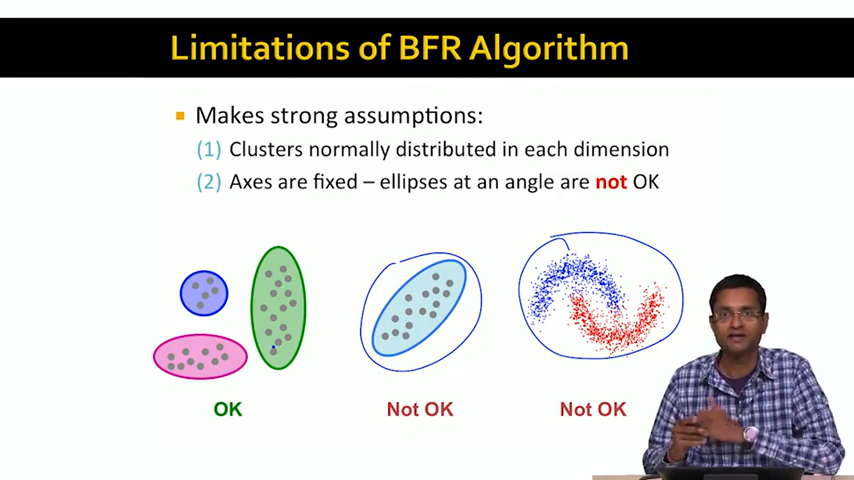 Limitations of BFR Algorithm
Makes strong assumptions:
(1) Clusters normally distributed in each dimension
(2) Axes are fixed – ellipses at an angle are not OK
OK
Not OK
Not OK